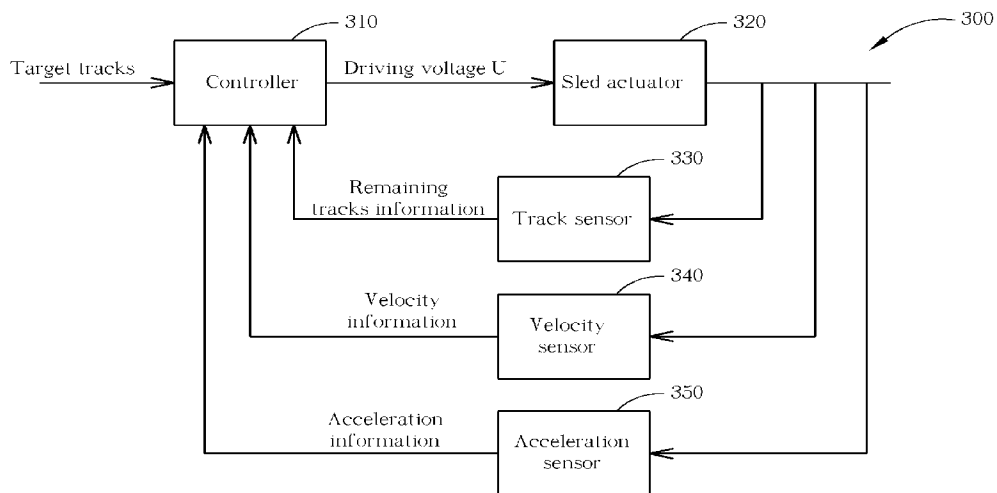 310
320
300
Target tracks
Controller
Driving voltage U
Sled actuator
330
Remaining
tracks information
Track sensor
340
Velocity
information
Velocity
sensor
350
Acceleration
information
Acceleration
sensor